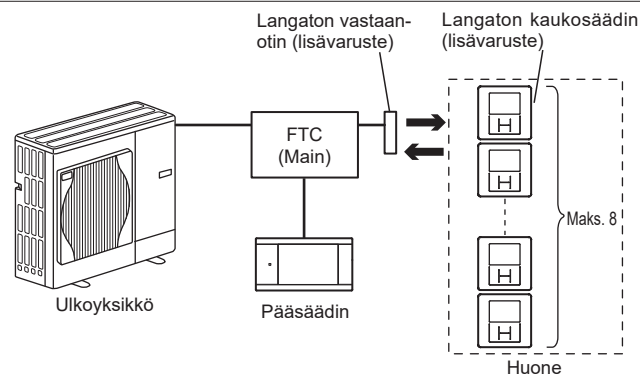 Langaton vastaan-
otin (lisävaruste)
Langaton kaukosäädin
(lisävaruste)
FTC
(Main)
Maks. 8
Ulkoyksikkö
Pääsäädin
Huone